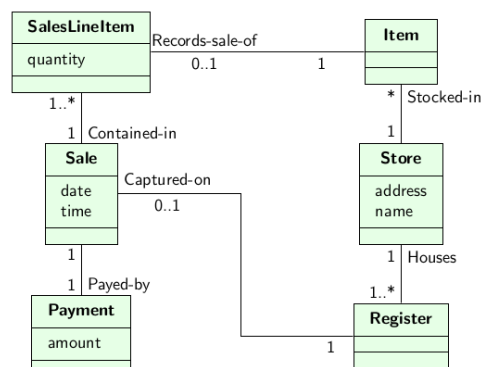 SalesLineItem
quantity
Records-sale-of
0..1
1
Item
1..*
1
Contained-in
*
Stocked-in
1
Sale
date
time
Captured-on
0..1
Store
address
name
1
1
Payed-by
1
Houses
1..*
Payment
amount
1
Register